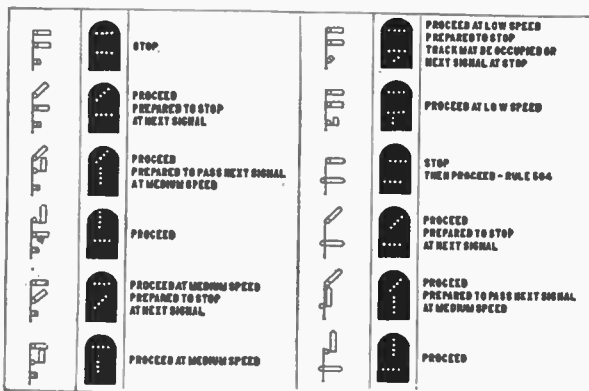 STOP
PROCEED
PREPARED TO STOP
AT NEXT SIGNAL
PROCEED
PREPARED TO PASS NEXT SIGNAL
AT MEDIUM SPEED
PROCEED
PROCEED AT MEDIUM SPEED
PREPARED TO STOP
AT NEXT SIGNAL
PROCEED AT MEDIUM SPEED
PROCEED AT LOW SPEED
PREPARED TO STOP
TRACK MAY BE OCCUPIED OR
NEXT SIGNAL AT STOP
PROCEED AT LOW SPEED
STOP
THEN PROCEED - RULE 504
PROCEED
PREPARED TO STOP
AT NEXT SIGNAL
PROCEED
PREPARED TO PASS NEXT SIGNAL
AT MEDIUM SPEED
PROCEED